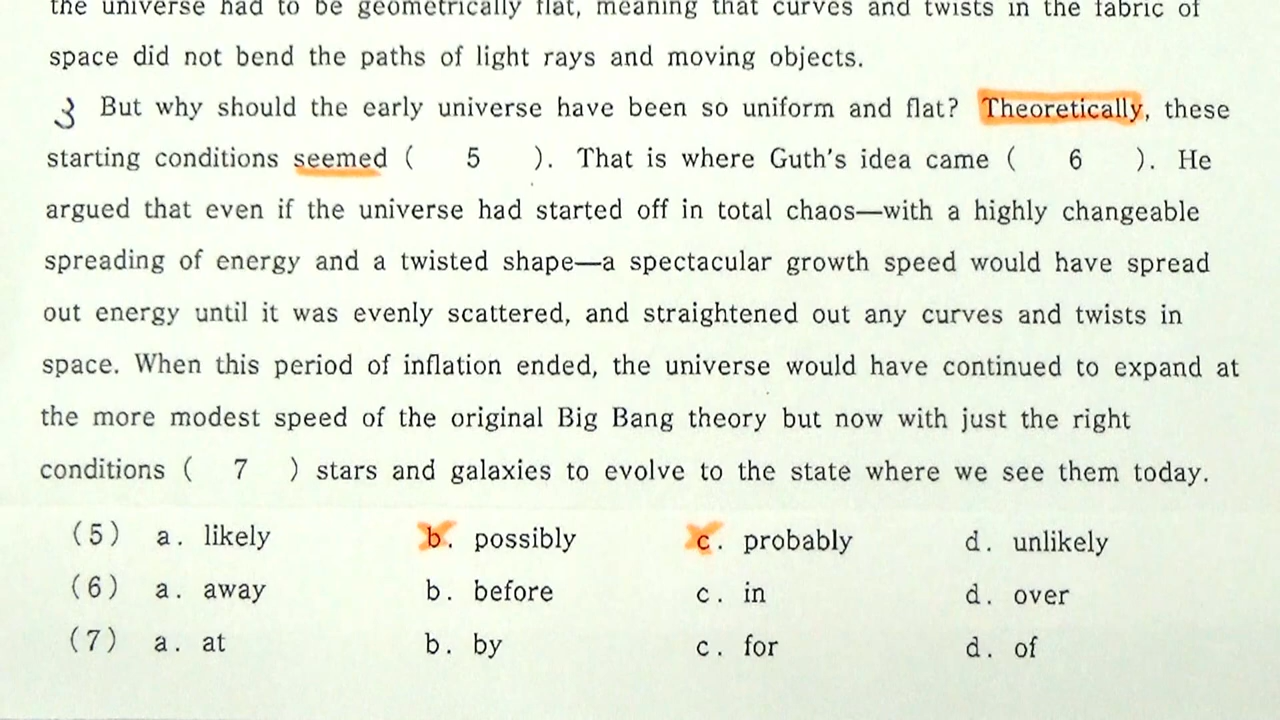 the universe had to be geometrically flat, meaning that curves and twists in the fabric of
space did not bend the paths of light rays and moving objects.
3 But why should the early universe have been so uniform and flat? Theoretically, these
starting conditions seemed ( 5 ). That is where Guth's idea came ( 6 ). He
argued that even if the universe had started off in total chaos—with a highly changeable
spreading of energy and a twisted shape—a spectacular growth speed would have spread
out energy until it was evenly scattered, and straightened out any curves and twists in
space. When this period of inflation ended, the universe would have continued to expand at
the more modest speed of the original Big Bang theory but now with just the right
conditions ( 7 ) stars and galaxies to evolve to the state where we see them today.
(5) a. likely b. possibly c. probably d. unlikely
(6) a. away b. before c. in d. over
(7) a. at b. by c. for d. of